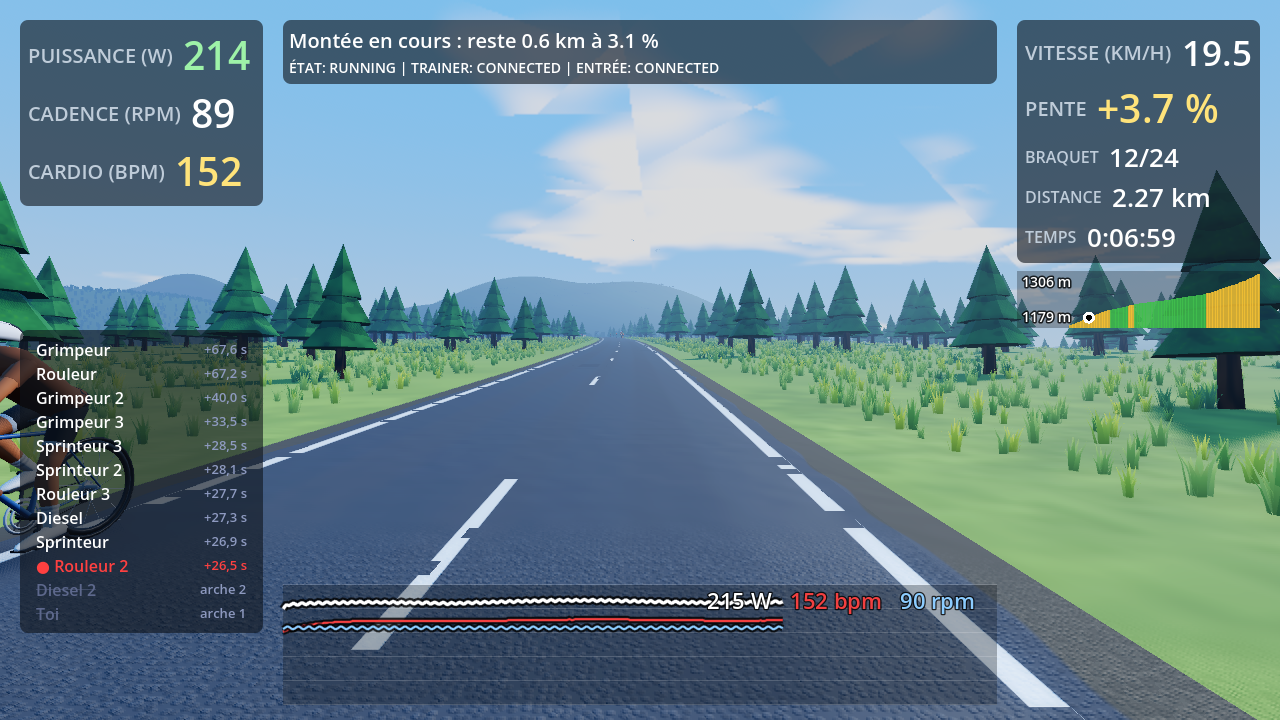 PUISSANCE (W) 214
CADENCE (RPM) 89
CARDIO (BPM) 152
Montée en cours : reste 0.6 km à 3.1 %
ÉTAT: RUNNING | TRAINER: CONNECTED | ENTRÉE: CONNECTED
VITESSE (KM/H) 19.5
PENTE +3.7 %
BRAQUET 12/24
DISTANCE 2.27 km
TEMPS 0:06:59
1306 m
1179 m
Grimpeur +67,6 s
Rouleur +67,2 s
Grimpeur 2 +40,0 s
Grimpeur 3 +33,5 s
Sprinteur 3 +28,5 s
Sprinteur 2 +28,1 s
Rouleur 3 +27,7 s
Diesel +27,3 s
Sprinteur +26,9 s
Rouleur 2 +26,5 s
Diesel 2 arche 2
Toi arche 1
215 W 152 bpm 90 rpm